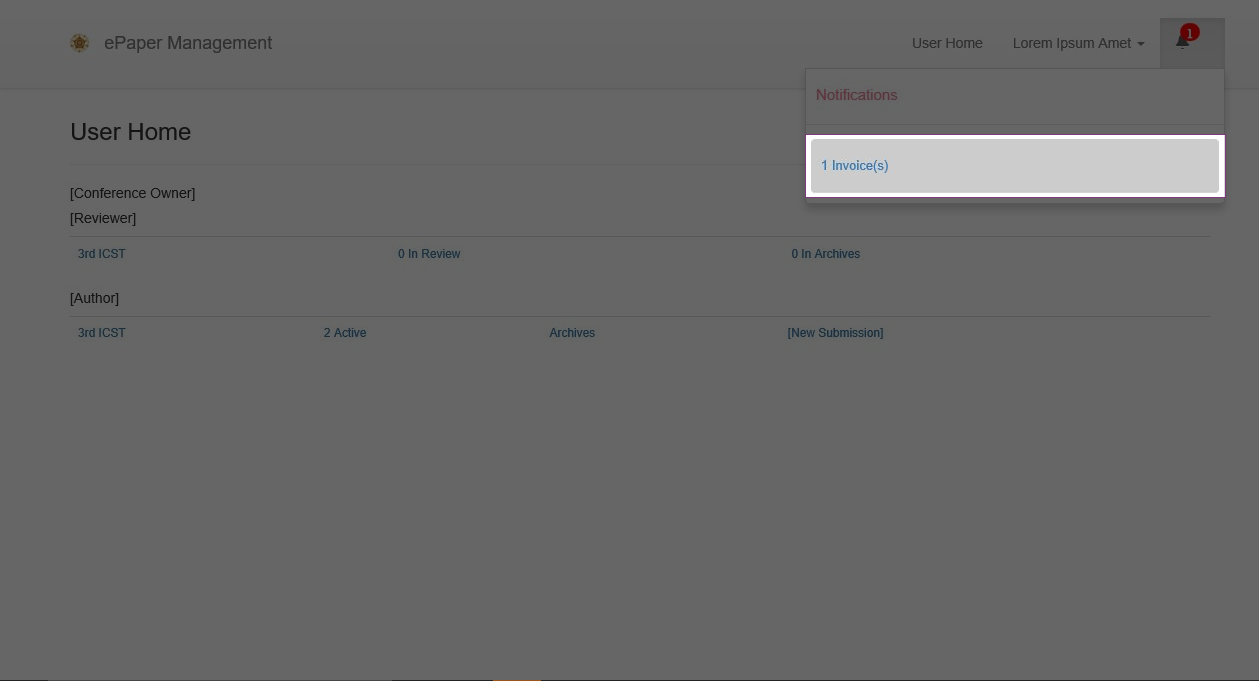 ePaper Management
User Home
Lorem Ipsum Amet
1
Notifications
1 Invoice(s)
User Home
[Conference Owner]
[Reviewer]
3rd ICST 0 In Review 0 In Archives
[Author]
3rd ICST 2 Active Archives [New Submission]